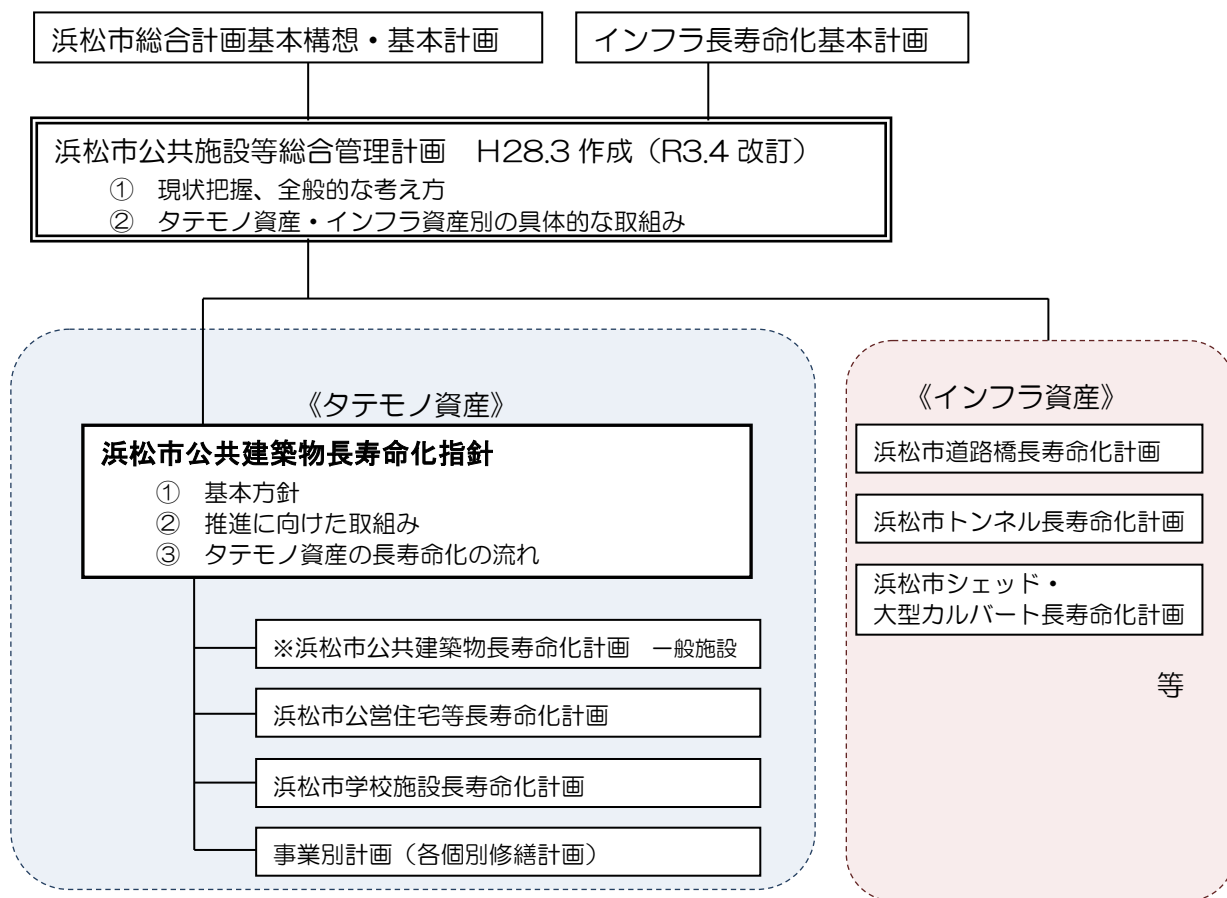 浜松市総合計画基本構想・基本計画
インフラ長寿命化基本計画
浜松市公共施設等総合管理計画　H28.3 作成（R3.4 改訂）
①　現状把握、全般的な考え方
②　タテモノ資産・インフラ資産別の具体的な取組み
《タテモノ資産》
浜松市公共建築物長寿命化指針
①　基本方針
②　推進に向けた取組み
③　タテモノ資産の長寿命化の流れ
※浜松市公共建築物長寿命化計画　一般施設
浜松市公営住宅等長寿命化計画
浜松市学校施設長寿命化計画
事業別計画（各個別修繕計画）
《インフラ資産》
浜松市道路橋長寿命化計画
浜松市トンネル長寿命化計画
浜松市シェッド・
大型カルバート長寿命化計画
等